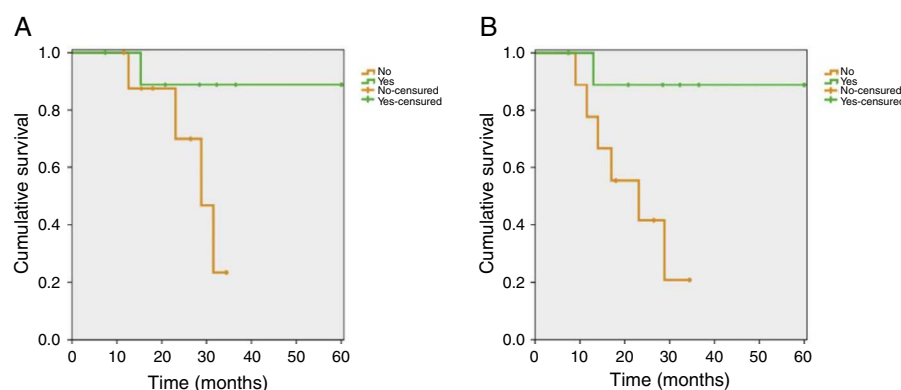 A
1.0
0.8
0.6
0.4
0.2
0.0
Cumulative survival
0 10 20 30 40 50 60
Time (months)
No
Yes
No-censured
Yes-censured
B
1.0
0.8
0.6
0.4
0.2
0.0
Cumulative survival
0 10 20 30 40 50 60
Time (months)
No
Yes
No-censured
Yes-censured